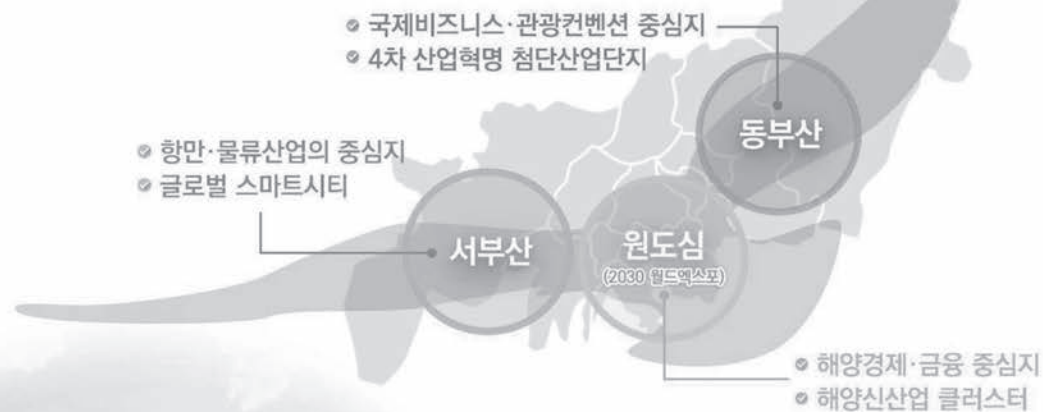 국제비즈니스·관광컨벤션 중심지
4차 산업혁명 첨단산업단지
동부산
항만·물류산업의 중심지
글로벌 스마트시티
서부산
원도심
(2030 월드엑스포)
해양경제·금융 중심지
해양신산업 클러스터